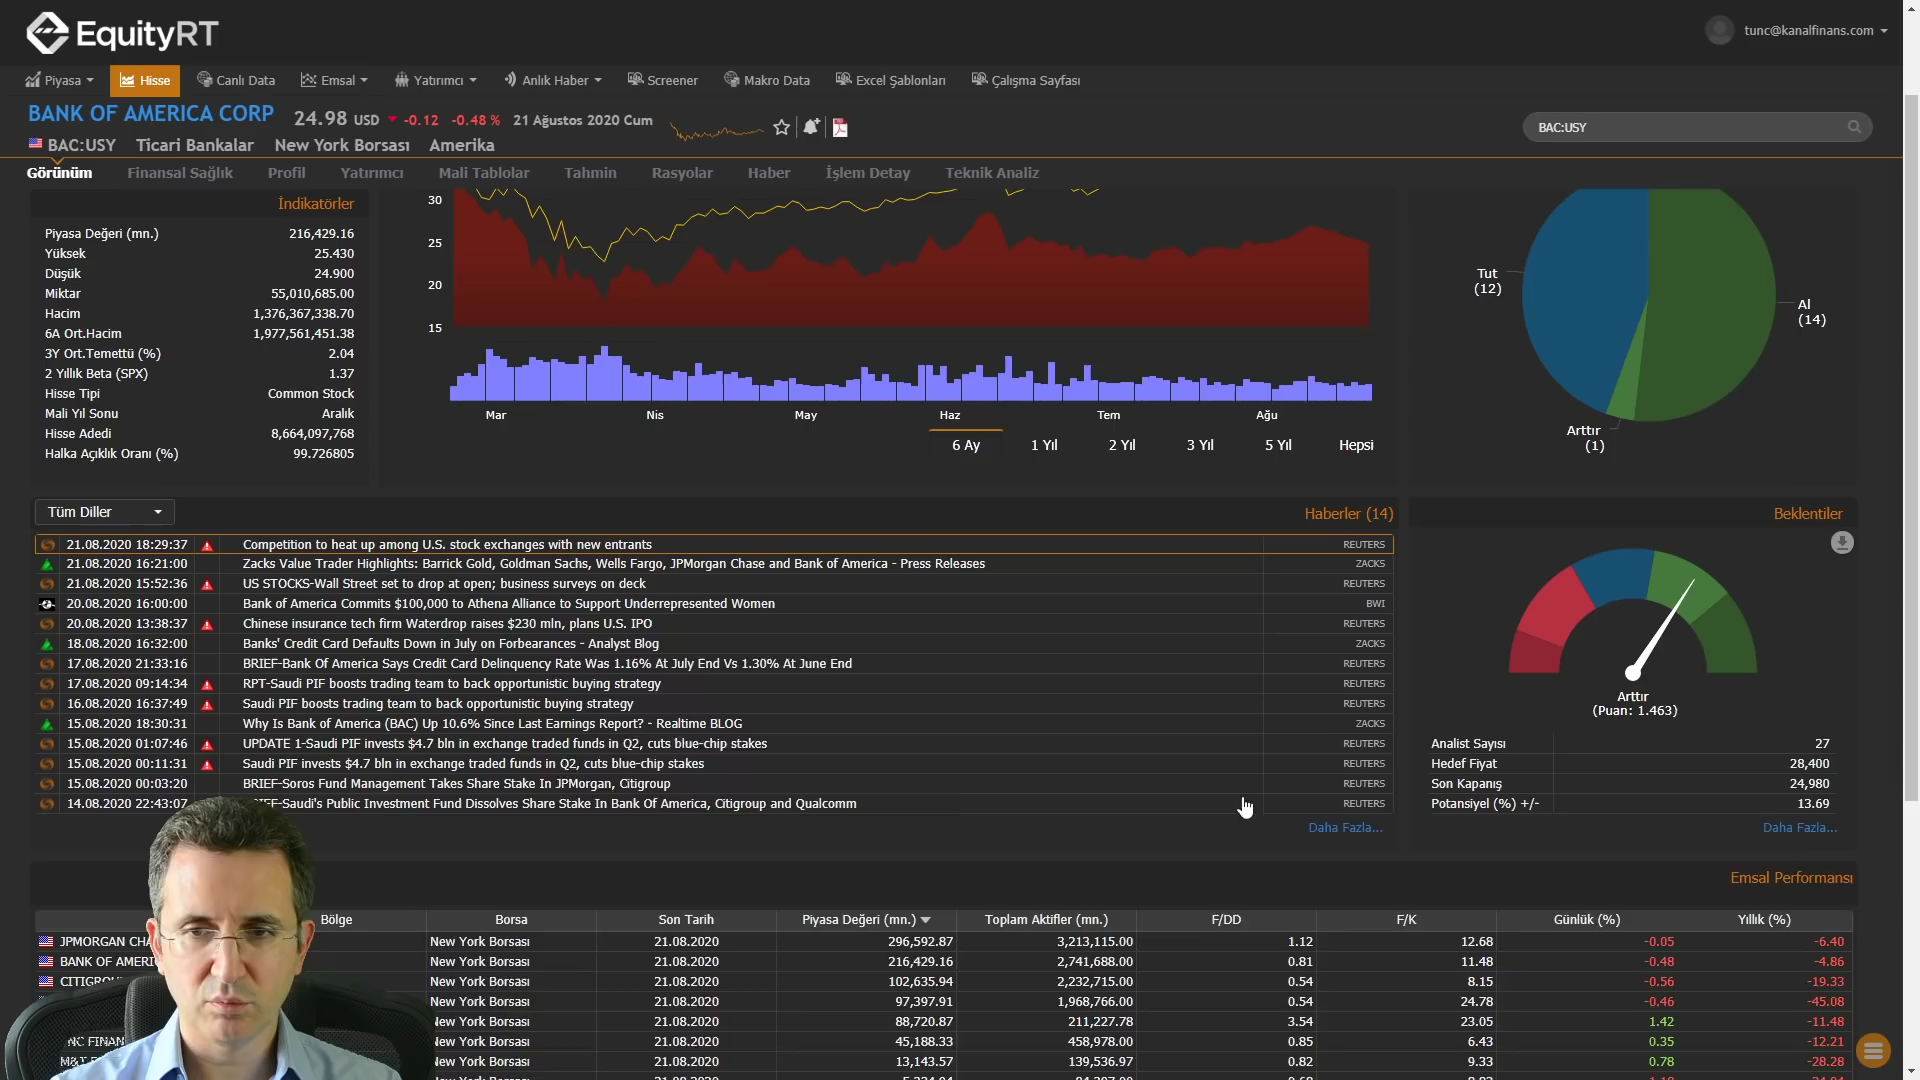 EquityRT
tunc@kanalfinans.com
Piyasa Hisse Canlı Data Emsal Yatırımcı Anlık Haber Screener Makro Data Excel Şablonları Çalışma Sayfası
BANK OF AMERICA CORP 24.98 USD -0.12 -0.48 % 21 Ağustos 2020 Cum
BAC:USY
BAC:USY Ticari Bankalar New York Borsası Amerika
Görünüm Finansal Sağlık Profil Yatırımcı Mali Tablolar Tahmin Rasyolar Haber İşlem Detay Teknik Analiz
İndikatörler
Piyasa Değeri (mn.) 216,429.16
Yüksek 25.430
Düşük 24.900
Miktar 55,010,685.00
Hacim 1,376,367,338.70
6A Ort.Hacim 1,977,561,451.38
3Y Ort.Temettü (%) 2.04
2 Yıllık Beta (SPX) 1.37
Hisse Tipi Common Stock
Mali Yıl Sonu Aralık
Hisse Adedi 8,664,097,768
Halka Açıklık Oranı (%) 99.726805
30
25
20
15
Mar Nis May Haz Tem Ağu
6 Ay 1 Yıl 2 Yıl 3 Yıl 5 Yıl Hepsi
Tut
(12)
Al
(14)
Arttır
(1)
Tüm Diller
Haberler (14)
21.08.2020 18:29:37 Competition to heat up among U.S. stock exchanges with new entrants REUTERS
21.08.2020 16:21:00 Zacks Value Trader Highlights: Barrick Gold, Goldman Sachs, Wells Fargo, JPMorgan Chase and Bank of America - Press Releases ZACKS
21.08.2020 15:52:36 US STOCKS-Wall Street set to drop at open; business surveys on deck REUTERS
20.08.2020 16:00:00 Bank of America Commits $100,000 to Athena Alliance to Support Underrepresented Women BWI
20.08.2020 13:38:37 Chinese insurance tech firm Waterdrop raises $230 mln, plans U.S. IPO REUTERS
18.08.2020 16:32:00 Banks' Credit Card Defaults Down in July on Forbearances - Analyst Blog ZACKS
17.08.2020 21:33:16 BRIEF-Bank Of America Says Credit Card Delinquency Rate Was 1.16% At July End Vs 1.30% At June End REUTERS
17.08.2020 09:14:34 RPT-Saudi PIF boosts trading team to back opportunistic buying strategy REUTERS
16.08.2020 16:37:49 Saudi PIF boosts trading team to back opportunistic buying strategy REUTERS
15.08.2020 18:30:31 Why Is Bank of America (BAC) Up 10.6% Since Last Earnings Report? - Realtime BLOG ZACKS
15.08.2020 01:07:46 UPDATE 1-Saudi PIF invests $4.7 bln in exchange traded funds in Q2, cuts blue-chip stakes REUTERS
15.08.2020 00:11:31 Saudi PIF invests $4.7 bln in exchange traded funds in Q2, cuts blue-chip stakes REUTERS
15.08.2020 00:03:20 BRIEF-Soros Fund Management Takes Share Stake In JPMorgan, Citigroup REUTERS
14.08.2020 22:43:07 Saudi's Public Investment Fund Dissolves Share Stake In Bank Of America, Citigroup and Qualcomm REUTERS
Daha Fazla...
Beklentiler
Arttır
(Puan: 1.463)
Analist Sayısı 27
Hedef Fiyat 28,400
Son Kapanış 24,980
Potansiyel (%) +/- 13.69
Daha Fazla...
Emsal Performansı
Bölge Borsa Son Tarih Piyasa Değeri (mn.) Toplam Aktifler (mn.) F/DD F/K Günlük (%) Yıllık (%)
JPMORGAN New York Borsası 21.08.2020 296,592.87 3,213,115.00 1.12 12.68 -0.05 -6.40
BANK OF New York Borsası 21.08.2020 216,429.16 2,741,688.00 0.81 11.48 -0.48 -4.86
New York Borsası 21.08.2020 102,635.94 2,232,715.00 0.54 8.15 -0.56 -19.33
New York Borsası 21.08.2020 97,397.91 1,968,766.00 0.54 24.78 -0.46 -45.08
New York Borsası 21.08.2020 88,720.87 211,227.78 3.54 23.05 1.42 -11.48
New York Borsası 21.08.2020 45,188.33 458,978.00 0.85 6.43 0.35 -12.21
M&T New York Borsası 21.08.2020 13,143.57 139,536.97 0.82 9.33 0.78 -28.28